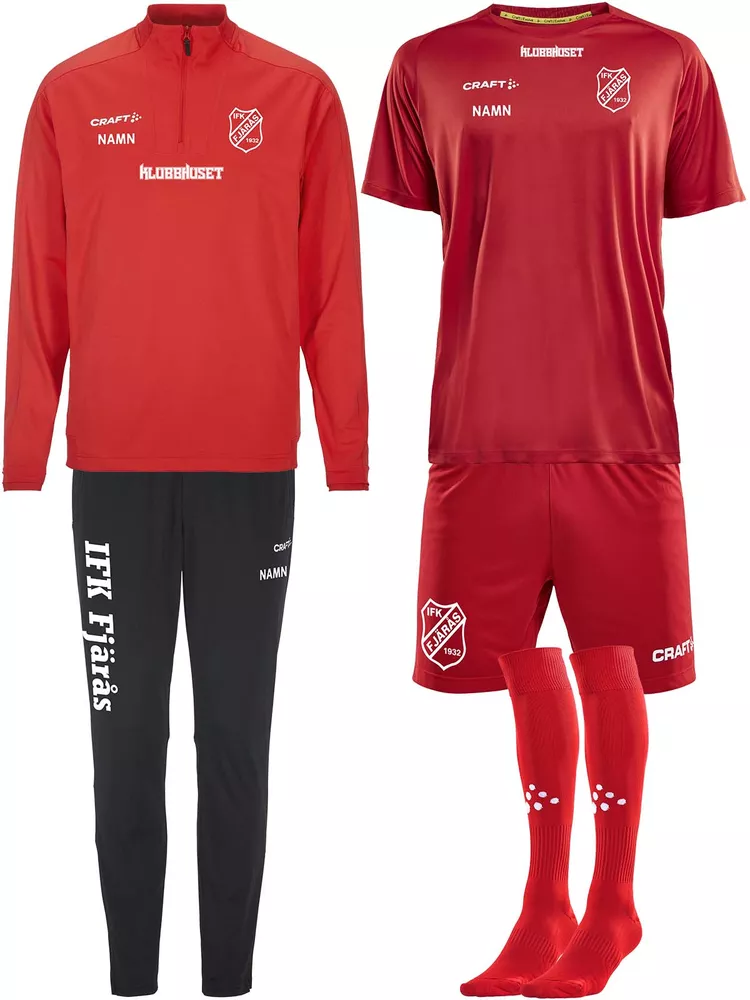 CRAFT
NAMN
IFK
FJÄRÅS
1932
KLUBBHUSET
CRAFT
NAMN
IFK Fjärås
KLUBBHUSET
CRAFT
NAMN
IFK
FJÄRÅS
1932
IFK
FJÄRÅS
1932
CRAFT